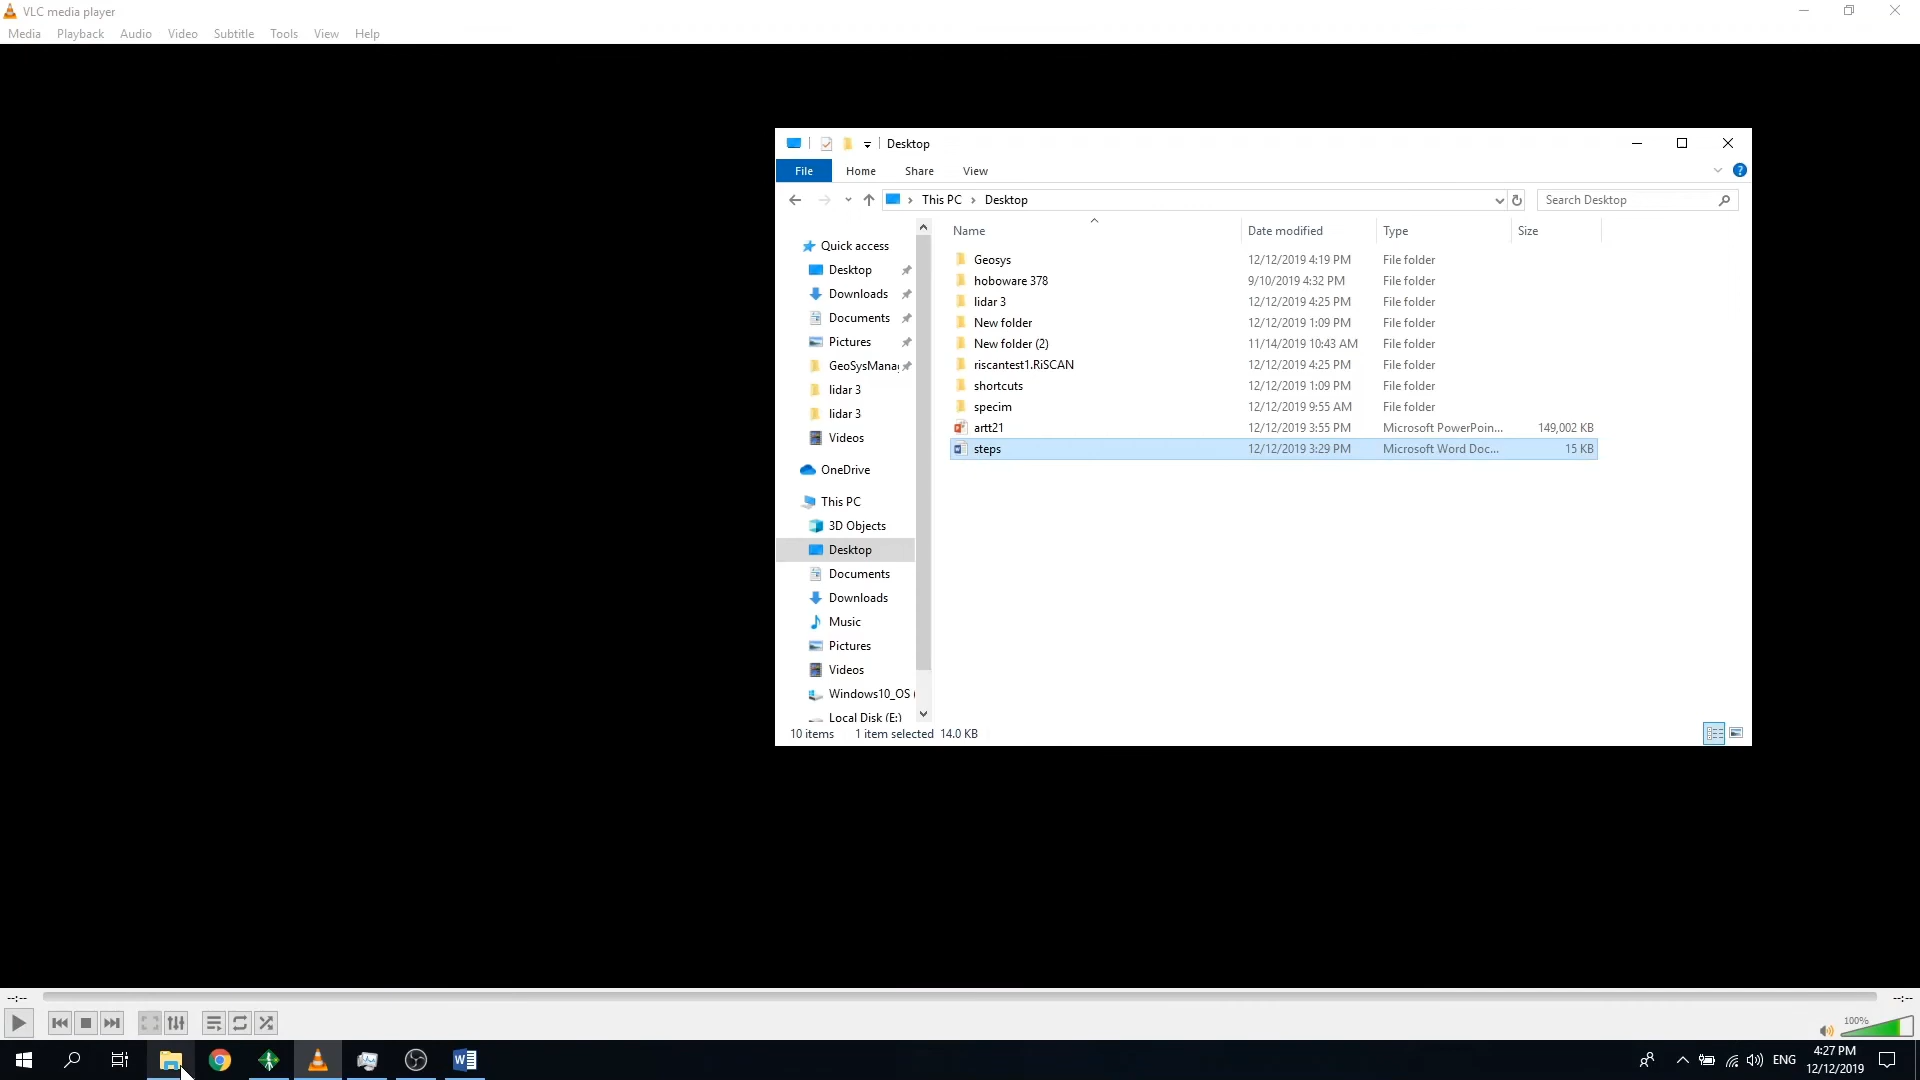 VLC media player
Media Playback Audio Video Subtitle Tools View Help
Desktop
File Home Share View
This PC Desktop
Search Desktop
Name Date modified Type Size
Geosys 12/12/2019 4:19 PM File folder
hoboware 378 9/10/2019 4:32 PM File folder
lidar 3 12/12/2019 4:25 PM File folder
New folder 12/12/2019 1:09 PM File folder
New folder (2) 11/14/2019 10:43 AM File folder
riscantest1.RiSCAN 12/12/2019 4:25 PM File folder
shortcuts 12/12/2019 1:09 PM File folder
specim 12/12/2019 9:55 AM File folder
artt21 12/12/2019 3:55 PM Microsoft PowerPoin... 149,002 KB
steps 12/12/2019 3:29 PM Microsoft Word Doc... 15 KB
Quick access
Desktop
Downloads
Documents
Pictures
GeoSysMana
lidar 3
lidar 3
Videos
OneDrive
This PC
3D Objects
Desktop
Documents
Downloads
Music
Pictures
Videos
Windows10_OS (
Local Disk (E:)
10 items 1 item selected 14.0 KB
--:-- --:--
100%
ENG
4:27 PM
12/12/2019